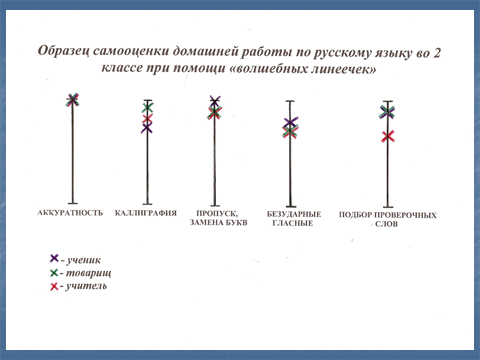 Образец самооценки домашней работы по русскому языку во 2
классе при помощи «волшебных линеечек»
АККУРАТНОСТЬ
КАЛЛИГРАФИЯ
ПРОПУСК,
ЗАМЕНА БУКВ
БЕЗУДАРНЫЕ
ГЛАСНЫЕ
ПОДБОР ПРОВЕРОЧНЫХ
СЛОВ
- ученик
- товарищ
- учитель